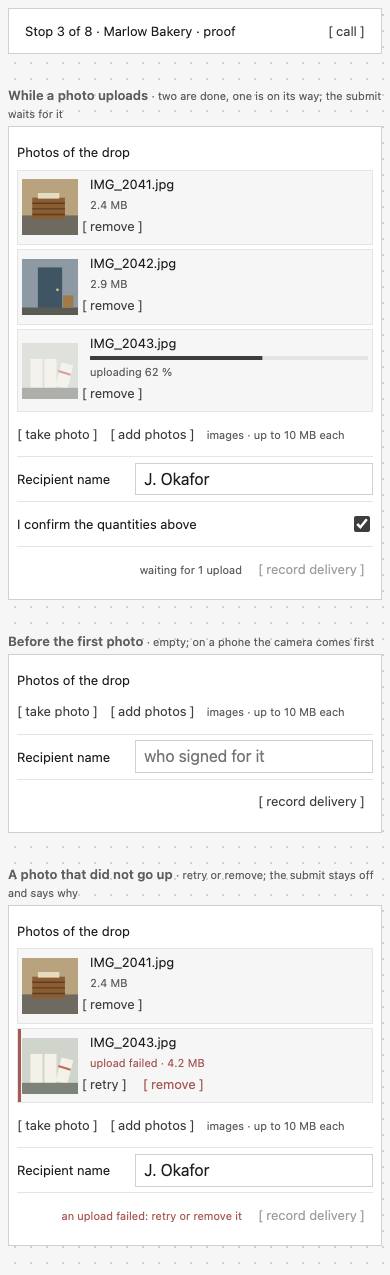 Stop 3 of 8 · Marlow Bakery · proof [ call ]
While a photo uploads · two are done, one is on its way; the submit
waits for it
Photos of the drop
IMG_2041.jpg
2.4 MB
[ remove ]
IMG_2042.jpg
2.9 MB
[ remove ]
IMG_2043.jpg
uploading 62 %
[ remove ]
[ take photo ] [ add photos ] images · up to 10 MB each
Recipient name J. Okafor
I confirm the quantities above
waiting for 1 upload [ record delivery ]
Before the first photo · empty; on a phone the camera comes first
Photos of the drop
[ take photo ] [ add photos ] images · up to 10 MB each
Recipient name who signed for it
[ record delivery ]
A photo that did not go up · retry or remove; the submit stays off
and says why
Photos of the drop
IMG_2041.jpg
2.4 MB
[ remove ]
IMG_2043.jpg
upload failed · 4.2 MB
[ retry ] [ remove ]
[ take photo ] [ add photos ] images · up to 10 MB each
Recipient name J. Okafor
an upload failed: retry or remove it [ record delivery ]